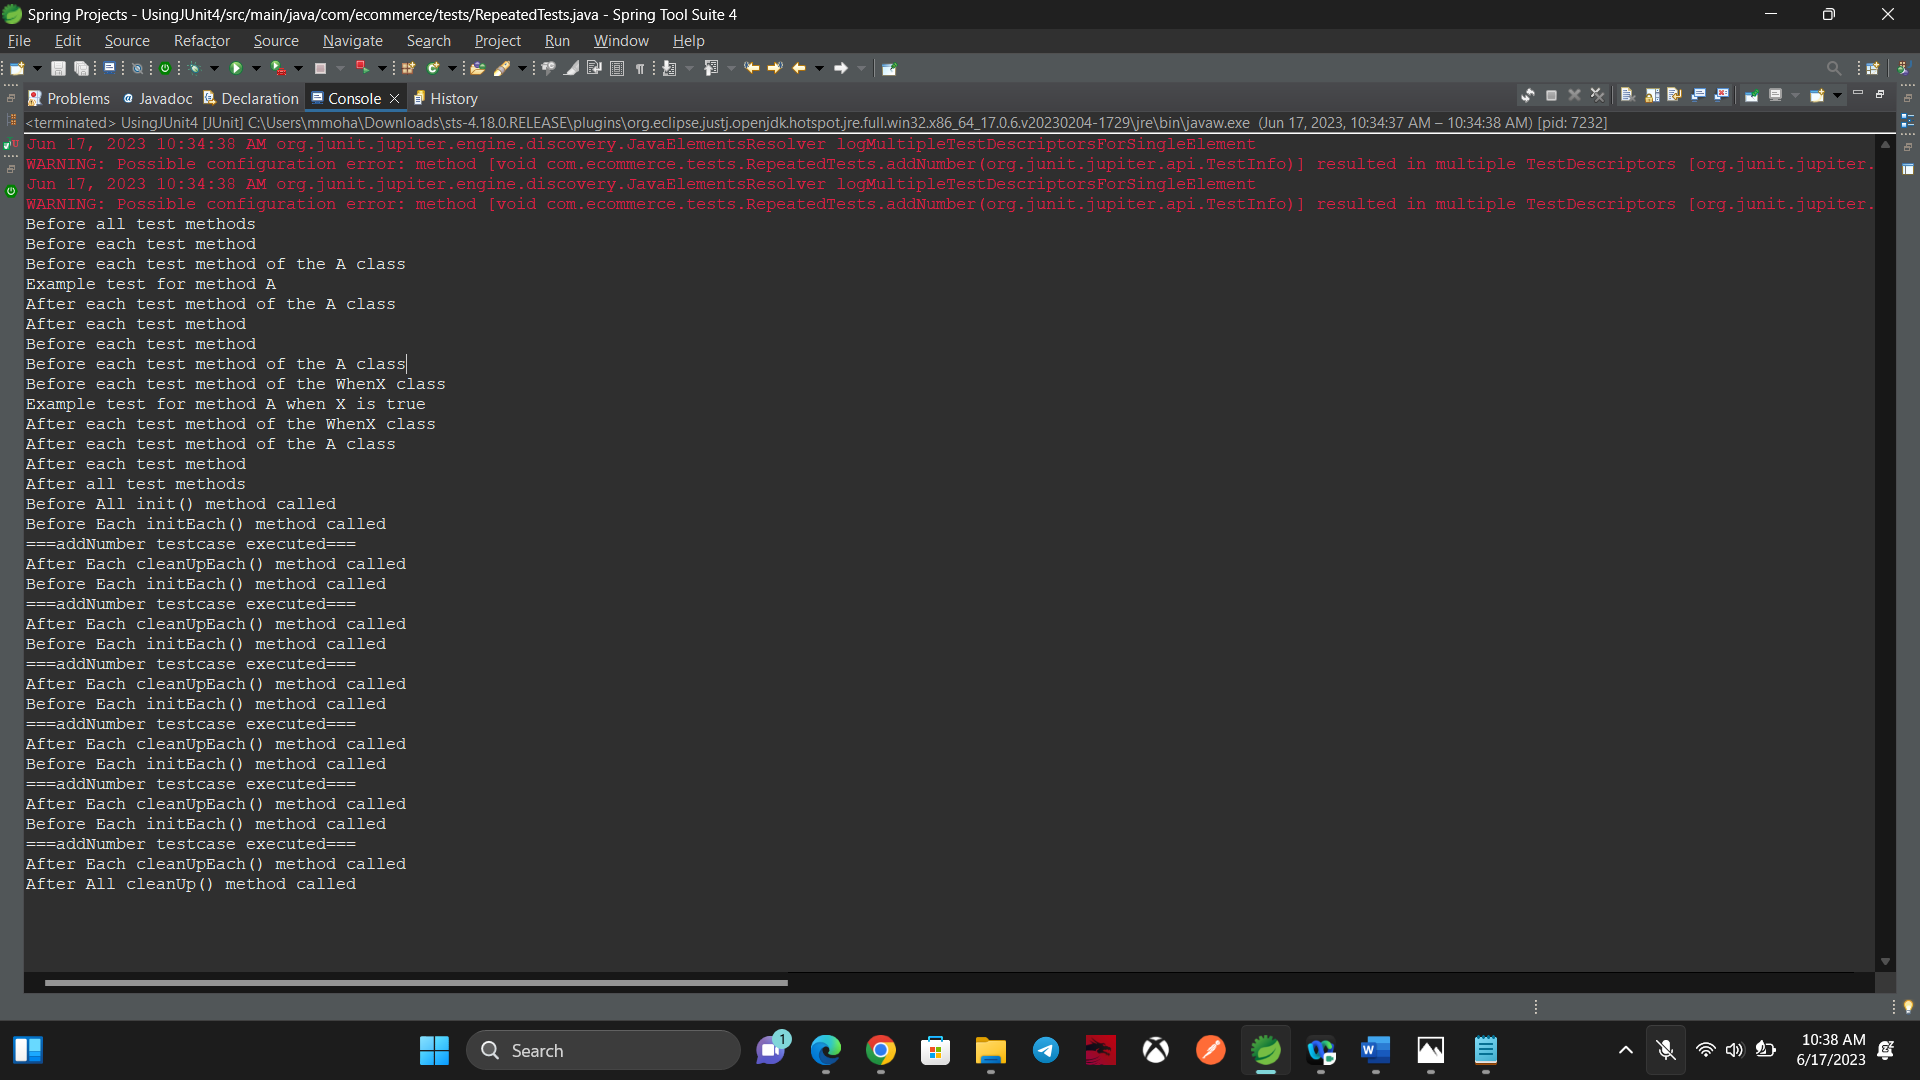 Spring Projects - UsingJUnit4/src/main/java/com/ecommerce/tests/RepeatedTests.java - Spring Tool Suite 4
File Edit Source Refactor Source Navigate Search Project Run Window Help
Problems Javadoc Declaration Console History
<terminated> UsingJUnit4 [JUnit] C:\Users\mmoha\Downloads\sts-4.18.0.RELEASE\plugins\org.eclipse.justj.openjdk.hotspot.jre.full.win32.x86_64_17.0.6.v20230204-1729\jre\bin\javaw.exe (Jun 17, 2023, 10:34:37 AM – 10:34:38 AM) [pid: 7232]
Jun 17, 2023 10:34:38 AM org.junit.jupiter.engine.discovery.JavaElementsResolver logMultipleTestDescriptorsForSingleElement
WARNING: Possible configuration error: method [void com.ecommerce.tests.RepeatedTests.addNumber(org.junit.jupiter.api.TestInfo)] resulted in multiple TestDescriptors [org.junit.jupiter.
Jun 17, 2023 10:34:38 AM org.junit.jupiter.engine.discovery.JavaElementsResolver logMultipleTestDescriptorsForSingleElement
WARNING: Possible configuration error: method [void com.ecommerce.tests.RepeatedTests.addNumber(org.junit.jupiter.api.TestInfo)] resulted in multiple TestDescriptors [org.junit.jupiter.
Before all test methods
Before each test method
Before each test method of the A class
Example test for method A
After each test method of the A class
After each test method
Before each test method
Before each test method of the A class
Before each test method of the WhenX class
Example test for method A when X is true
After each test method of the WhenX class
After each test method of the A class
After each test method
After all test methods
Before All init() method called
Before Each initEach() method called
===addNumber testcase executed===
After Each cleanUpEach() method called
Before Each initEach() method called
===addNumber testcase executed===
After Each cleanUpEach() method called
Before Each initEach() method called
===addNumber testcase executed===
After Each cleanUpEach() method called
Before Each initEach() method called
===addNumber testcase executed===
After Each cleanUpEach() method called
Before Each initEach() method called
===addNumber testcase executed===
After Each cleanUpEach() method called
Before Each initEach() method called
===addNumber testcase executed===
After Each cleanUpEach() method called
After All cleanUp() method called
Search
1
10:38 AM
6/17/2023